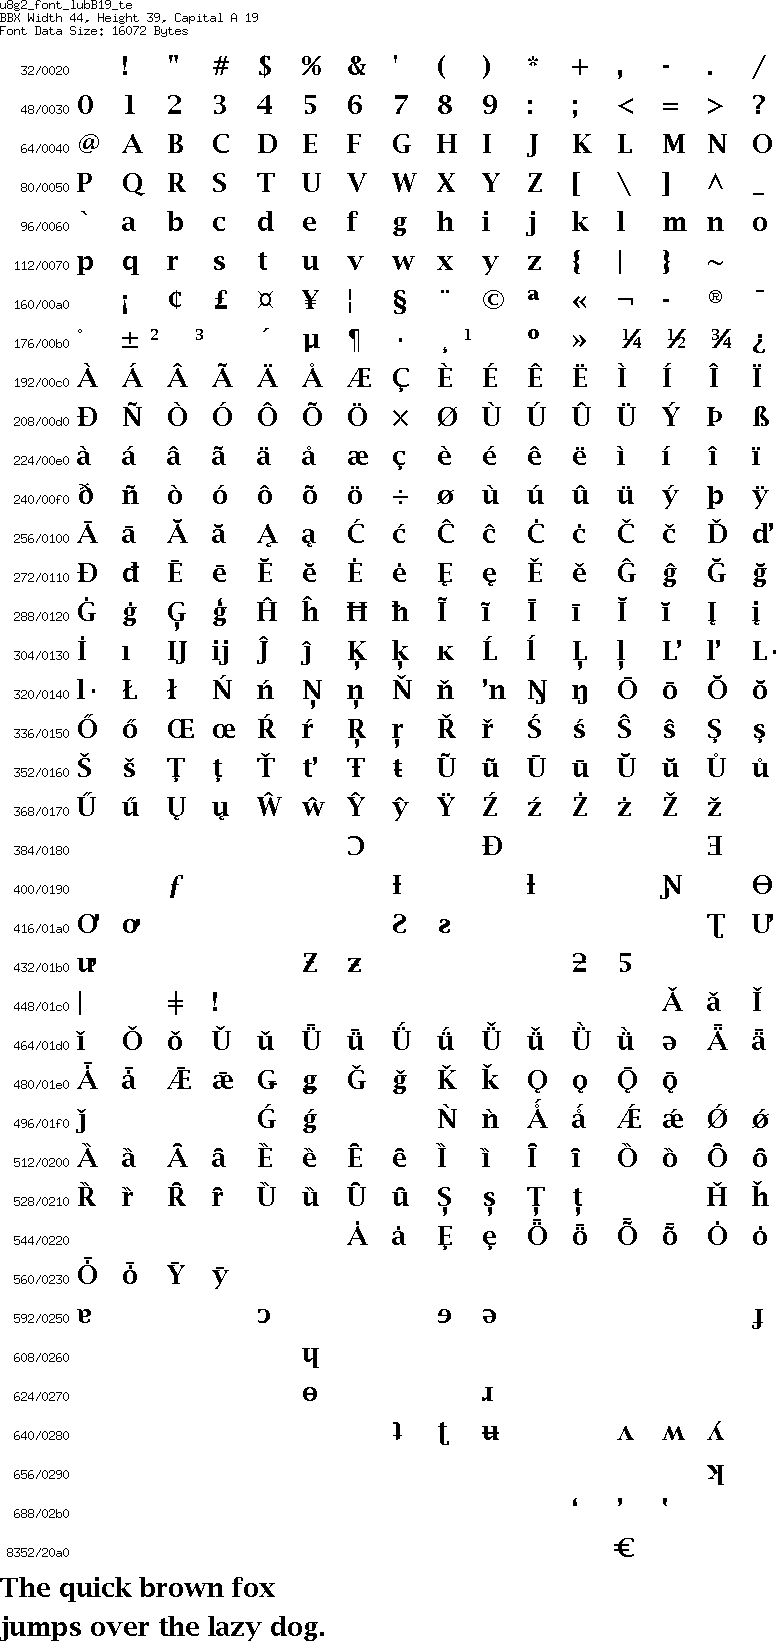 u8g2_font_lubB19_te
BBX Width 44, Height 39, Capital A 19
Font Data Size: 16072 Bytes
32/0020 ! " # $ % & ' ( ) * + , - . /
48/0030 0 1 2 3 4 5 6 7 8 9 : ; < = > ?
64/0040 @ A B C D E F G H I J K L M N O
80/0050 P Q R S T U V W X Y Z [ \ ] ^ _
96/0060 ` a b c d e f g h i j k l m n o
112/0070 p q r s t u v w x y z { | } ~
160/00a0 ¡ ¢ £ ¤ ¥ ¦ § ¨ © ª « ¬ - ® ¯
176/00b0 ° ± ² ³ ´ µ ¶ · ¸ ¹ º » ¼ ½ ¾ ¿
192/00c0 À Á Â Ã Ä Å Æ Ç È É Ê Ë Ì Í Î Ï
208/00d0 Ð Ñ Ò Ó Ô Õ Ö × Ø Ù Ú Û Ü Ý Þ ß
224/00e0 à á â ã ä å æ ç è é ê ë ì í î ï
240/00f0 ð ñ ò ó ô õ ö ÷ ø ù ú û ü ý þ ÿ
256/0100 Ā ā Ă ă Ą ą Ć ć Ĉ ĉ Ċ ċ Č č Ď ď
272/0110 Đ đ Ē ē Ĕ ĕ Ė ė Ę ę Ě ě Ĝ ĝ Ğ ğ
288/0120 Ġ ġ Ģ ģ Ĥ ĥ Ħ ħ Ĩ ĩ Ī ī Ĭ ĭ Į į
304/0130 İ ı Ĳ ĳ Ĵ ĵ Ķ ķ ĸ Ĺ ĺ Ļ ļ Ľ ľ Ŀ
320/0140 ŀ Ł ł Ń ń Ņ ņ Ň ň ŉ Ŋ ŋ Ō ō Ŏ ŏ
336/0150 Ő ő Œ œ Ŕ ŕ Ŗ ŗ Ř ř Ś ś Ŝ ŝ Ş ş
352/0160 Š š Ţ ţ Ť ť Ŧ ŧ Ũ ũ Ū ū Ŭ ŭ Ů ů
368/0170 Ű ű Ų ų Ŵ ŵ Ŷ ŷ Ÿ Ź ź Ż ż Ž ž
384/0180 Ɔ Ɖ Ǝ
400/0190 ƒ Ɨ ƚ Ɲ Ɵ
416/01a0 Ơ ơ Ƨ ƨ Ʈ Ư
432/01b0 ư Ƶ ƶ ƻ Ƽ
448/01c0 ǀ ǂ ǃ Ǎ ǎ Ǐ
464/01d0 ǐ Ǒ ǒ Ǔ ǔ Ǖ ǖ Ǘ ǘ Ǚ ǚ Ǜ ǜ ǝ Ǟ ǟ
480/01e0 Ǡ ǡ Ǣ ǣ Ǥ ǥ Ǧ ǧ Ǩ ǩ Ǫ ǫ Ǭ ǭ
496/01f0 ǰ Ǵ ǵ Ǹ ǹ Ǻ ǻ Ǽ ǽ Ǿ ǿ
512/0200 Ȁ ȁ Ȃ ȃ Ȅ ȅ Ȇ ȇ Ȉ ȉ Ȋ ȋ Ȍ ȍ Ȏ ȏ
528/0210 Ȑ ȑ Ȓ ȓ Ȕ ȕ Ȗ ȗ Ș ș Ț ț Ȟ ȟ
544/0220 Ȧ ȧ Ȩ ȩ Ȫ ȫ Ȭ ȭ Ȯ ȯ
560/0230 Ȱ ȱ Ȳ ȳ
592/0250 ɐ ɔ ɘ ə ɟ
608/0260 ɥ
624/0270 ɵ ɹ
640/0280 ʇ ʈ ʉ ʌ ʍ ʎ
656/0290 ʞ
688/02b0 ʻ ʼ ʽ
8352/20a0 €
The quick brown fox
jumps over the lazy dog.